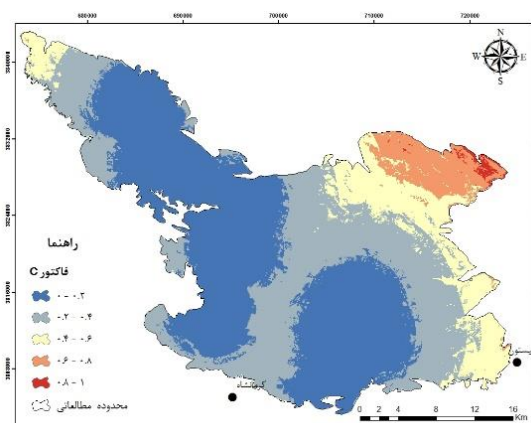 680000 690000 700000 710000 720000
N
W E
S
راهنما
فاکتور C
۰ - ۰.۲
۰.۲ - ۰.۴
۰.۴ - ۰.۶
۰.۶ - ۰.۸
۰.۸ - ۱
محدوده مطالعاتی
کرمانشاه
0 2 4 8 12 16
Km